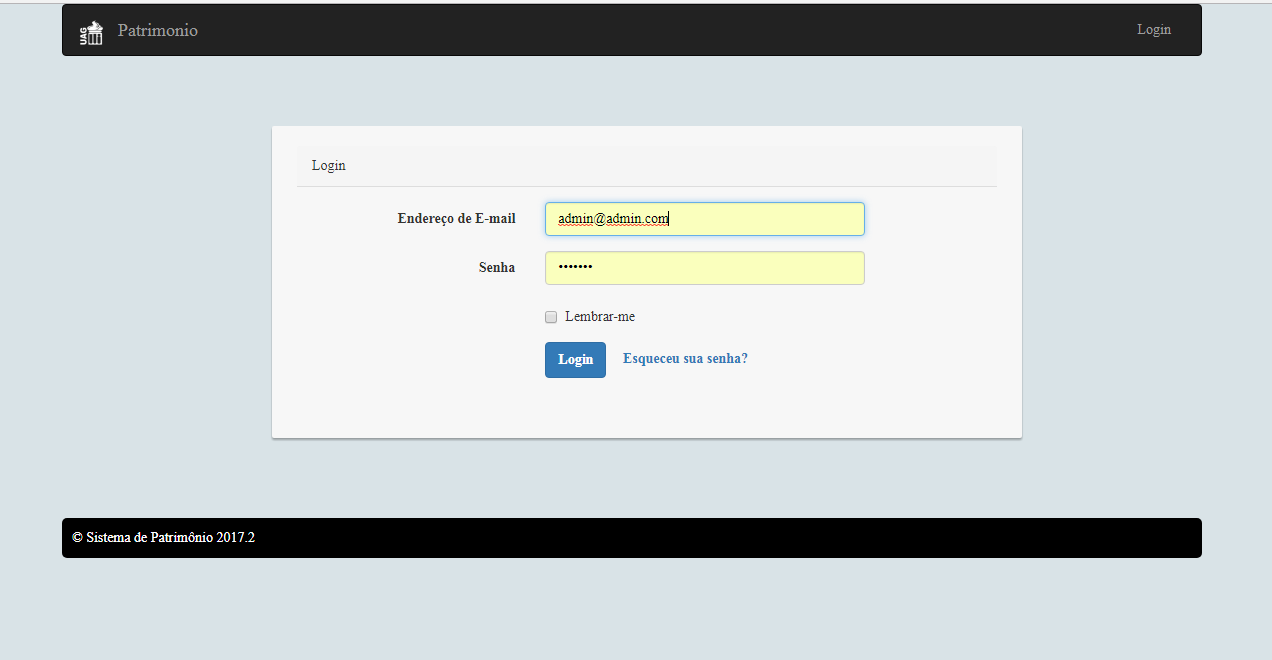 UAG Patrimonio Login
Login
Endereço de E-mail admin@admin.com
Senha •••••••
Lembrar-me
Login Esqueceu sua senha?
© Sistema de Patrimônio 2017.2